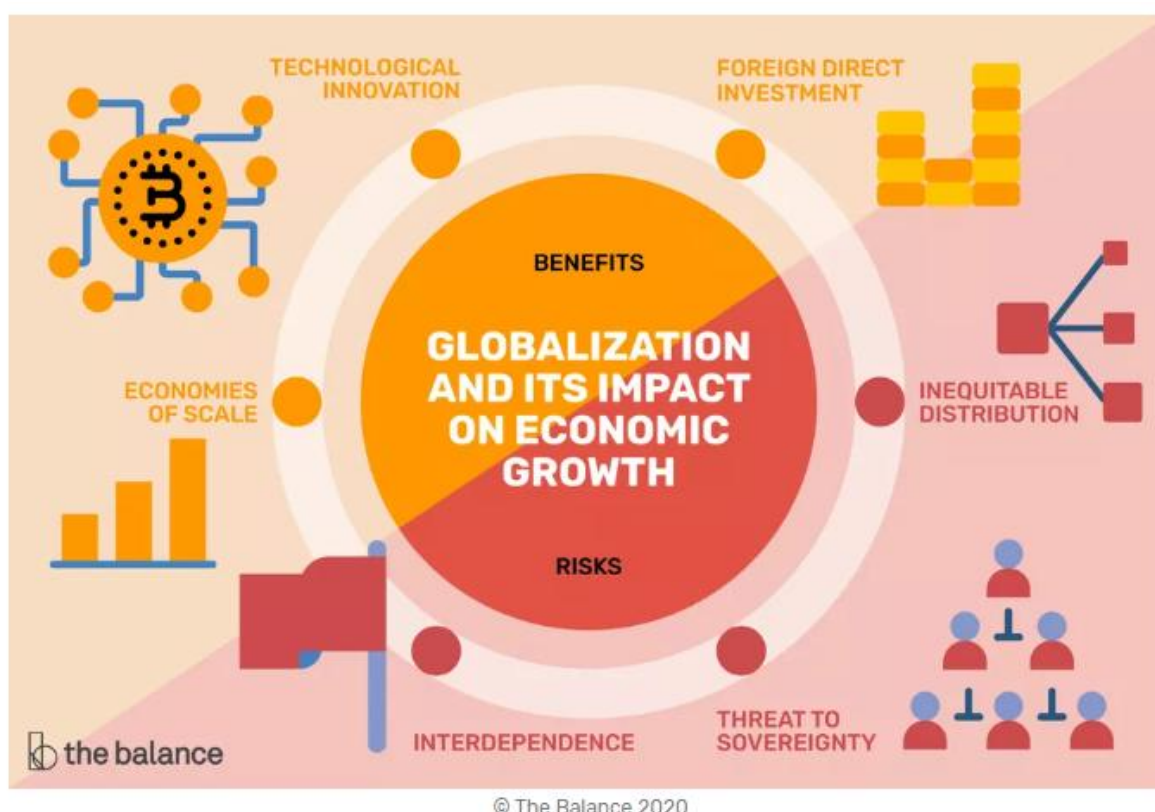 TECHNOLOGICAL
INNOVATION
FOREIGN DIRECT
INVESTMENT
BENEFITS
GLOBALIZATION
AND ITS IMPACT
ON ECONOMIC
GROWTH
ECONOMIES
OF SCALE
INEQUITABLE
DISTRIBUTION
RISKS
INTERDEPENDENCE
THREAT TO
SOVEREIGNTY
the balance
© The Balance 2020